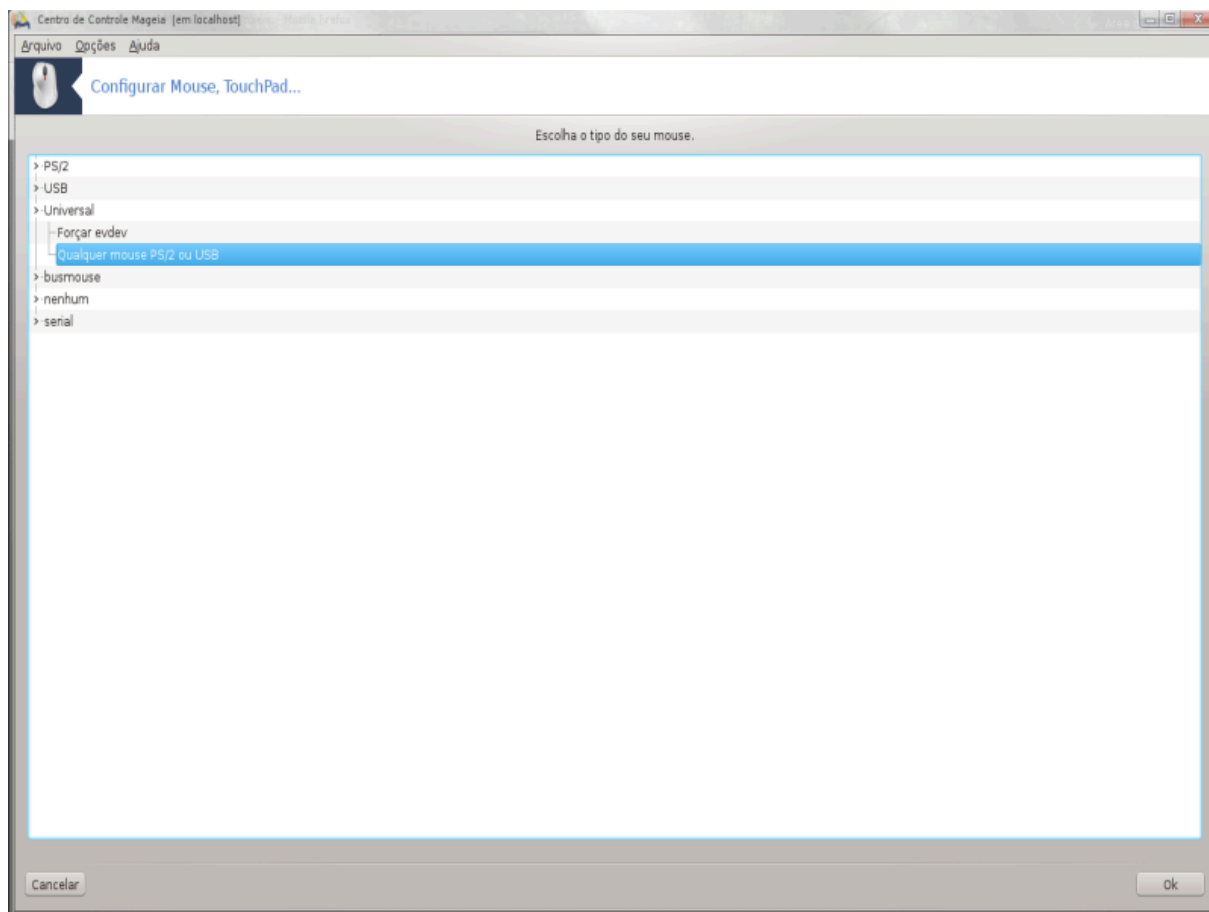 Centro de Controle Mageia [em localhost]
Arquivo Opções Ajuda
Configurar Mouse, TouchPad...
Escolha o tipo do seu mouse.
PS/2
USB
Universal
Forçar evdev
Qualquer mouse PS/2 ou USB
busmouse
nenhum
serial
Cancelar Ok